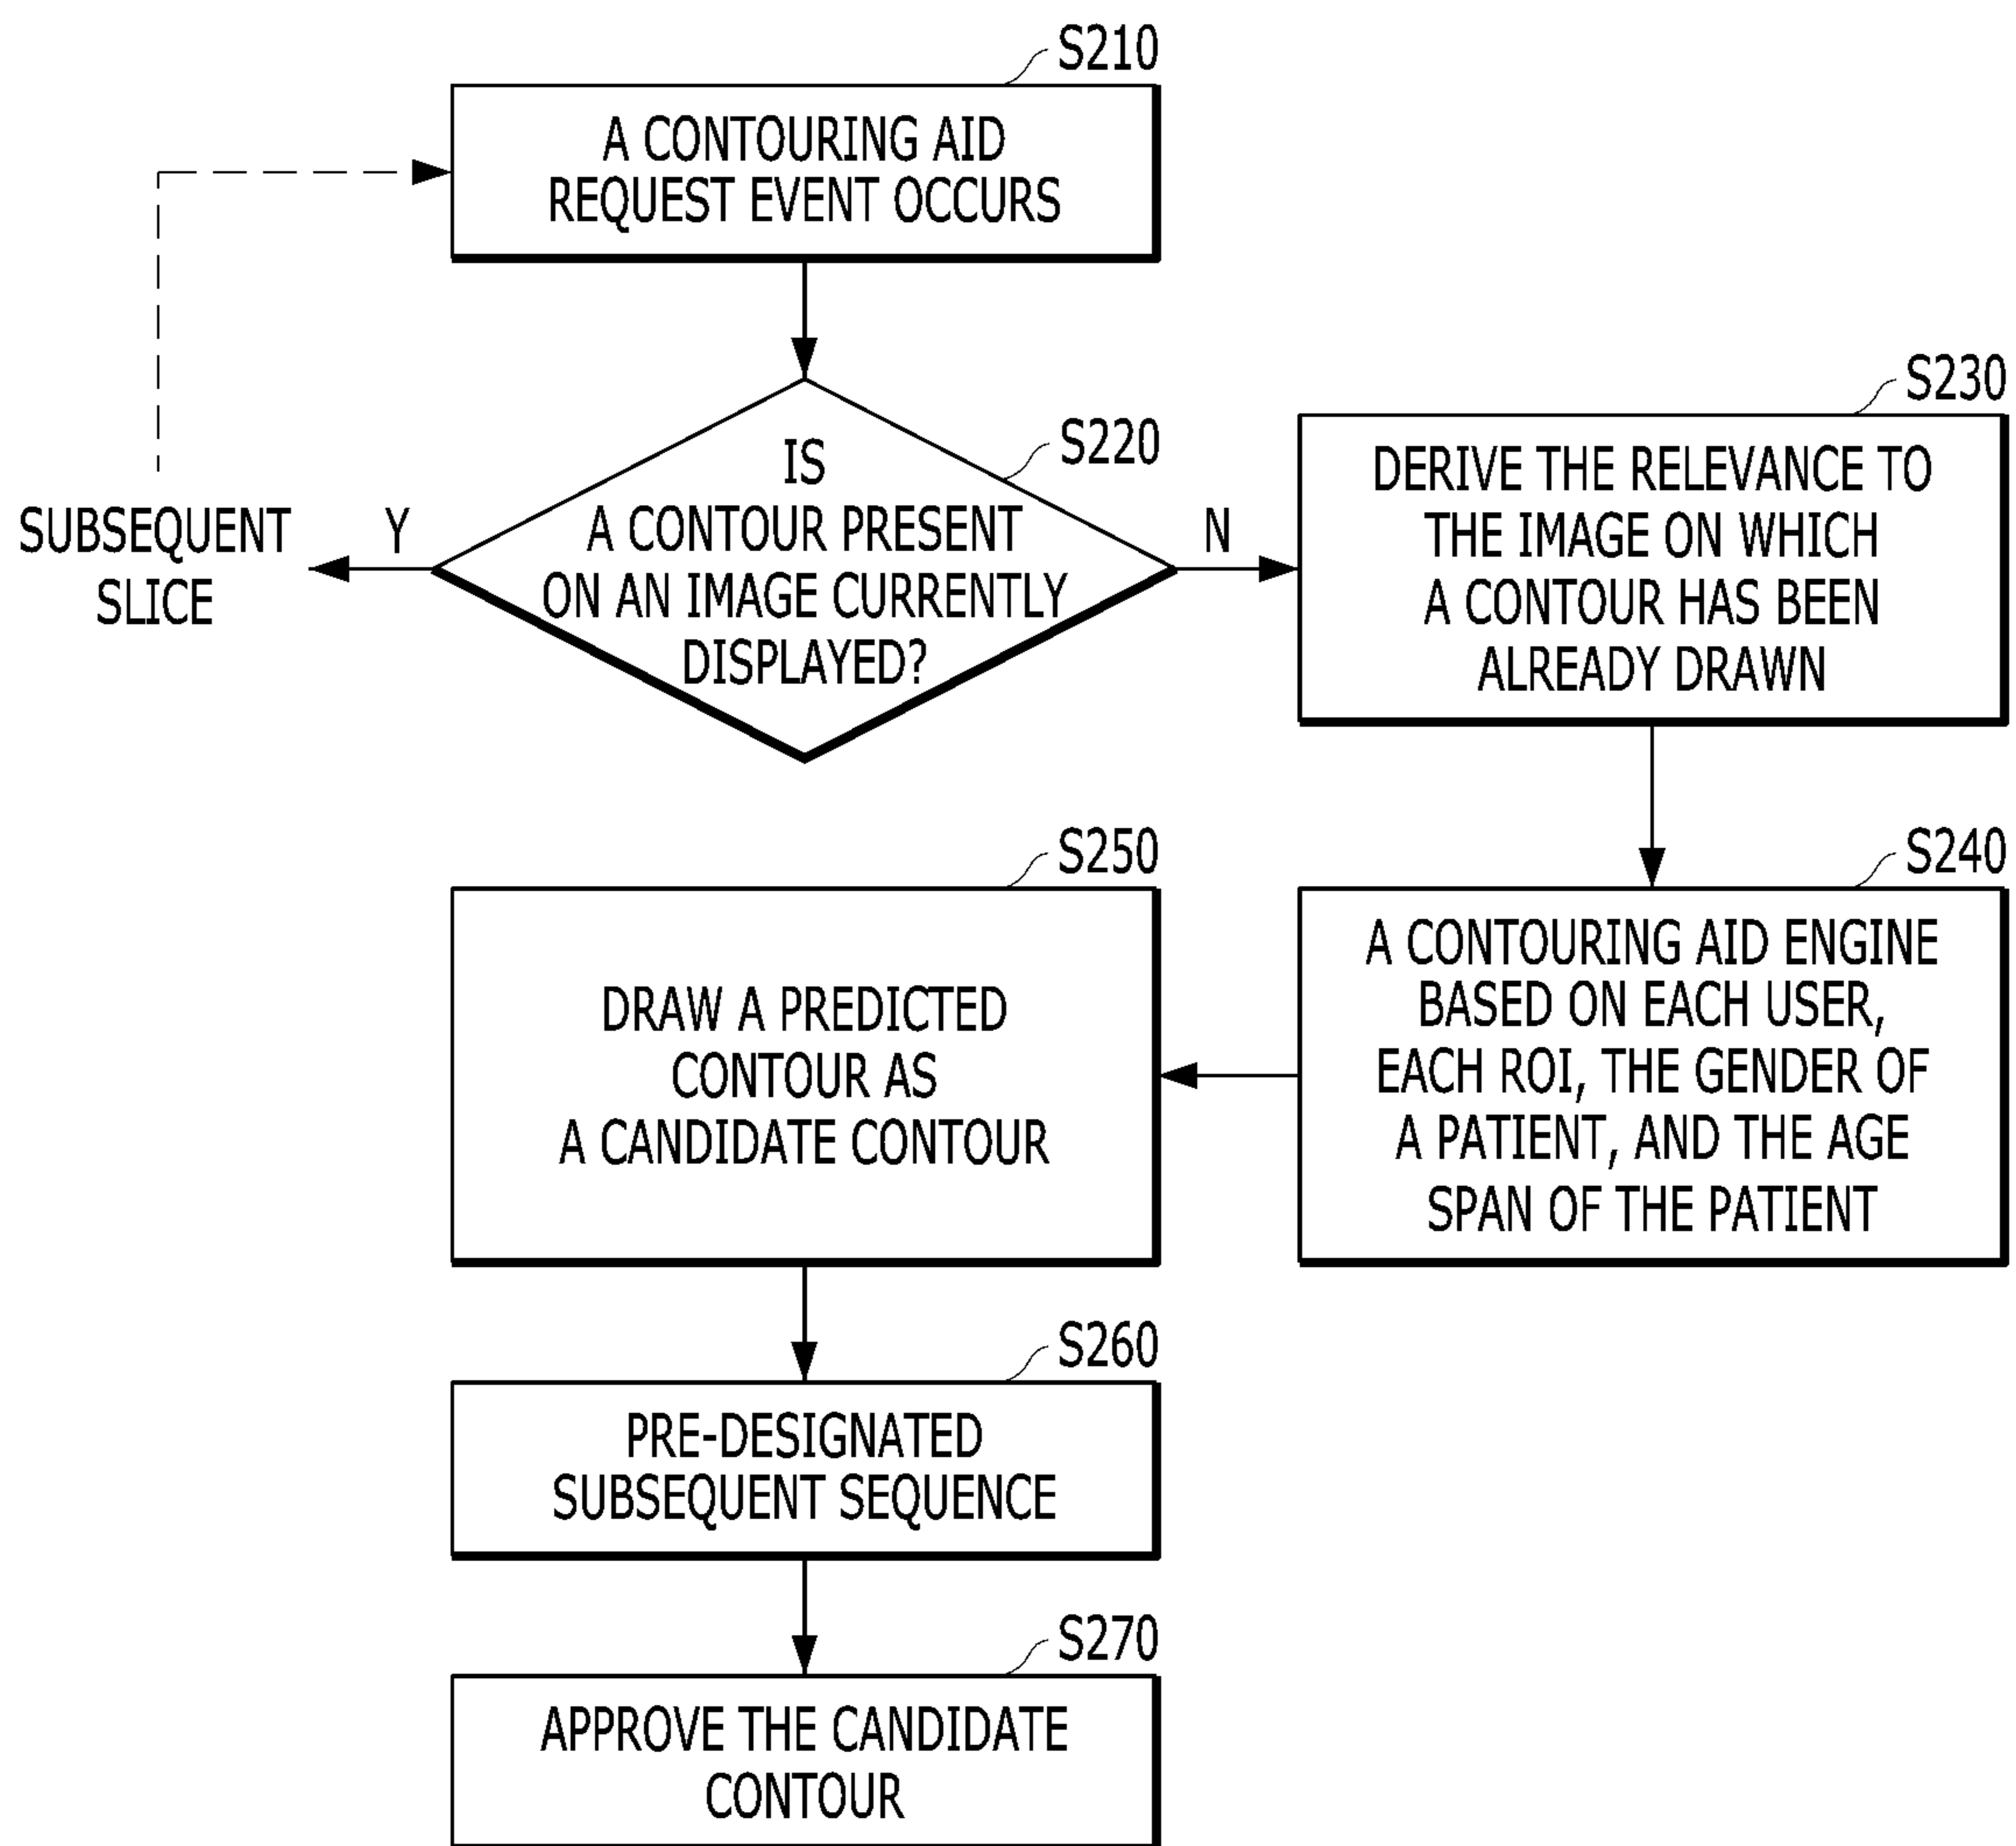 S210
A CONTOURING AID
REQUEST EVENT OCCURS
S220
IS
A CONTOUR PRESENT
ON AN IMAGE CURRENTLY
DISPLAYED?
Y
SUBSEQUENT
SLICE
N
S230
DERIVE THE RELEVANCE TO
THE IMAGE ON WHICH
A CONTOUR HAS BEEN
ALREADY DRAWN
S240
A CONTOURING AID ENGINE
BASED ON EACH USER,
EACH ROI, THE GENDER OF
A PATIENT, AND THE AGE
SPAN OF THE PATIENT
S250
DRAW A PREDICTED
CONTOUR AS
A CANDIDATE CONTOUR
S260
PRE-DESIGNATED
SUBSEQUENT SEQUENCE
S270
APPROVE THE CANDIDATE
CONTOUR